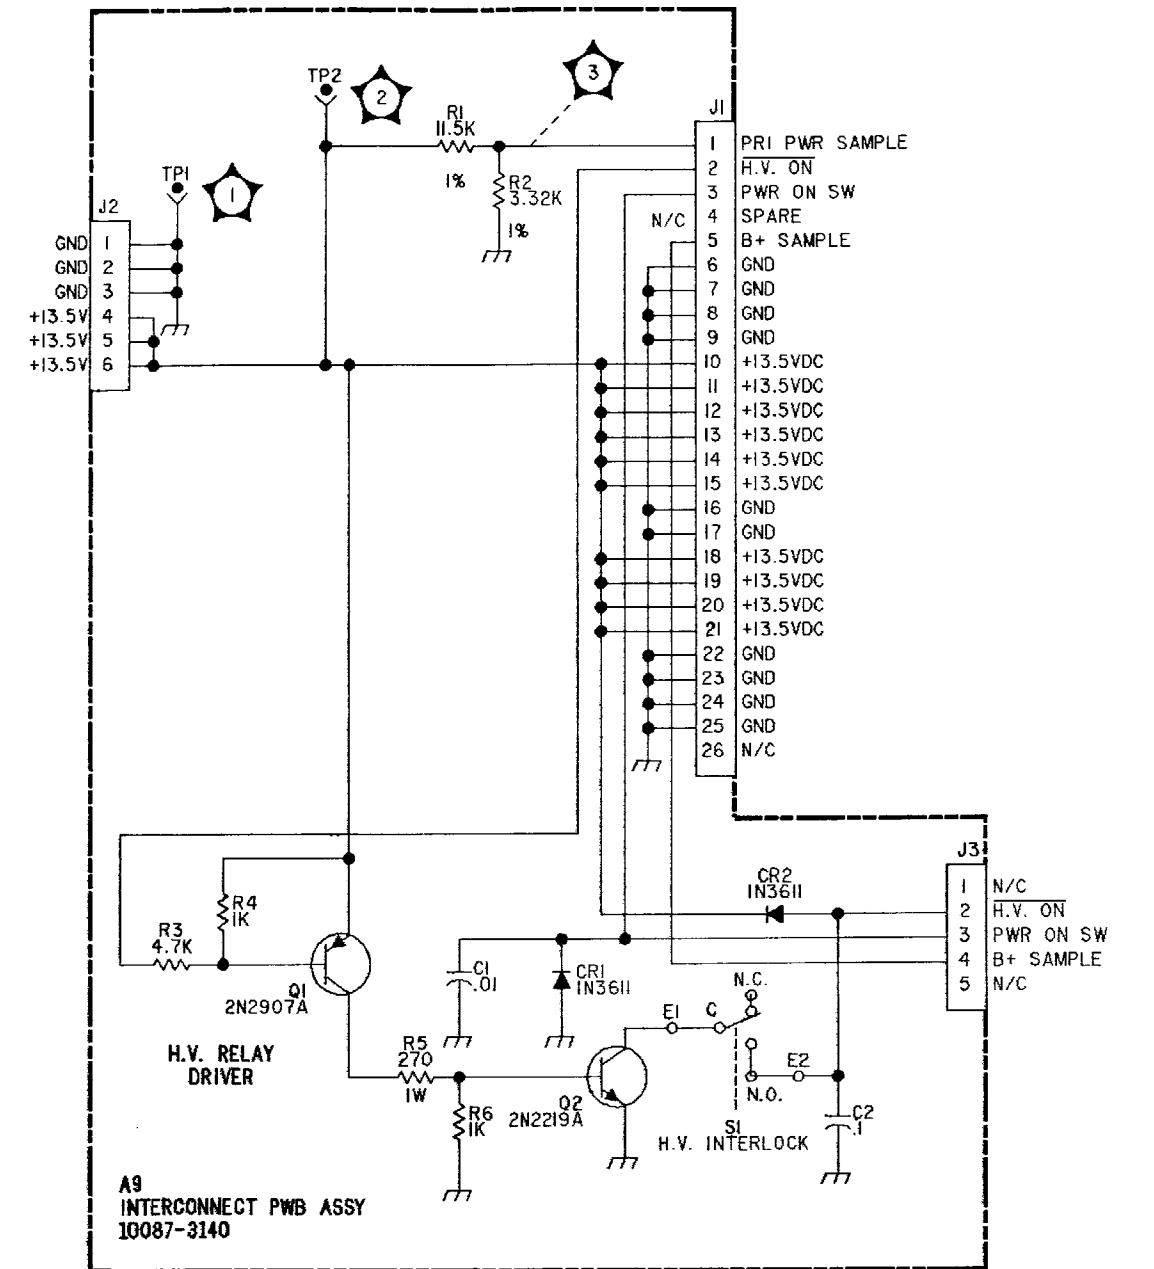 TP2
2
3
R1
11.5K
1%
R2
3.32K
1%
TP1
1
J2
GND 1
GND 2
GND 3
+13.5V 4
+13.5V 5
+13.5V 6
J1
1 PRI PWR SAMPLE
2 H.V. ON
3 PWR ON SW
N/C 4 SPARE
5 B+ SAMPLE
6 GND
7 GND
8 GND
9 GND
10 +13.5VDC
11 +13.5VDC
12 +13.5VDC
13 +13.5VDC
14 +13.5VDC
15 +13.5VDC
16 GND
17 GND
18 +13.5VDC
19 +13.5VDC
20 +13.5VDC
21 +13.5VDC
22 GND
23 GND
24 GND
25 GND
26 N/C
J3
1 N/C
2 H.V. ON
3 PWR ON SW
4 B+ SAMPLE
5 N/C
CR2
1N3611
R4
1K
R3
4.7K
Q1
2N2907A
H.V. RELAY
DRIVER
C1
.01
CR1
1N3611
R5
270
1W
R6
1K
Q2
2N2219A
E1
C
N.C.
N.O.
E2
S1
H.V. INTERLOCK
C2
.1
A9
INTERCONNECT PWB ASSY
10087-3140